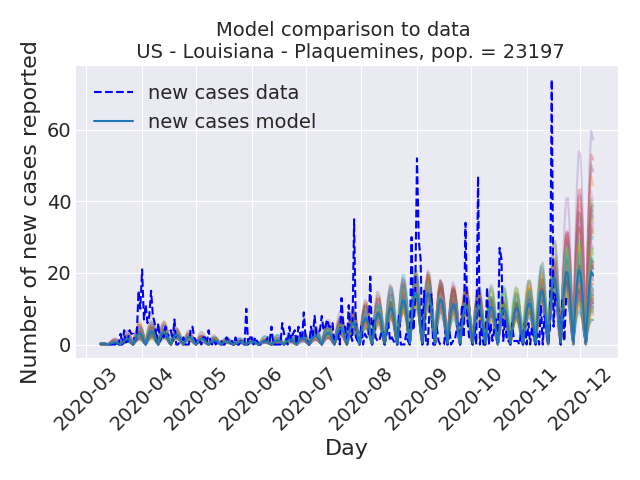 Model comparison to data
US - Louisiana - Plaquemines, pop. = 23197
Number of new cases reported
new cases data
new cases model
60
40
20
0
2020-03
2020-04
2020-05
2020-06
2020-07
2020-08
2020-09
2020-10
2020-11
2020-12
Day